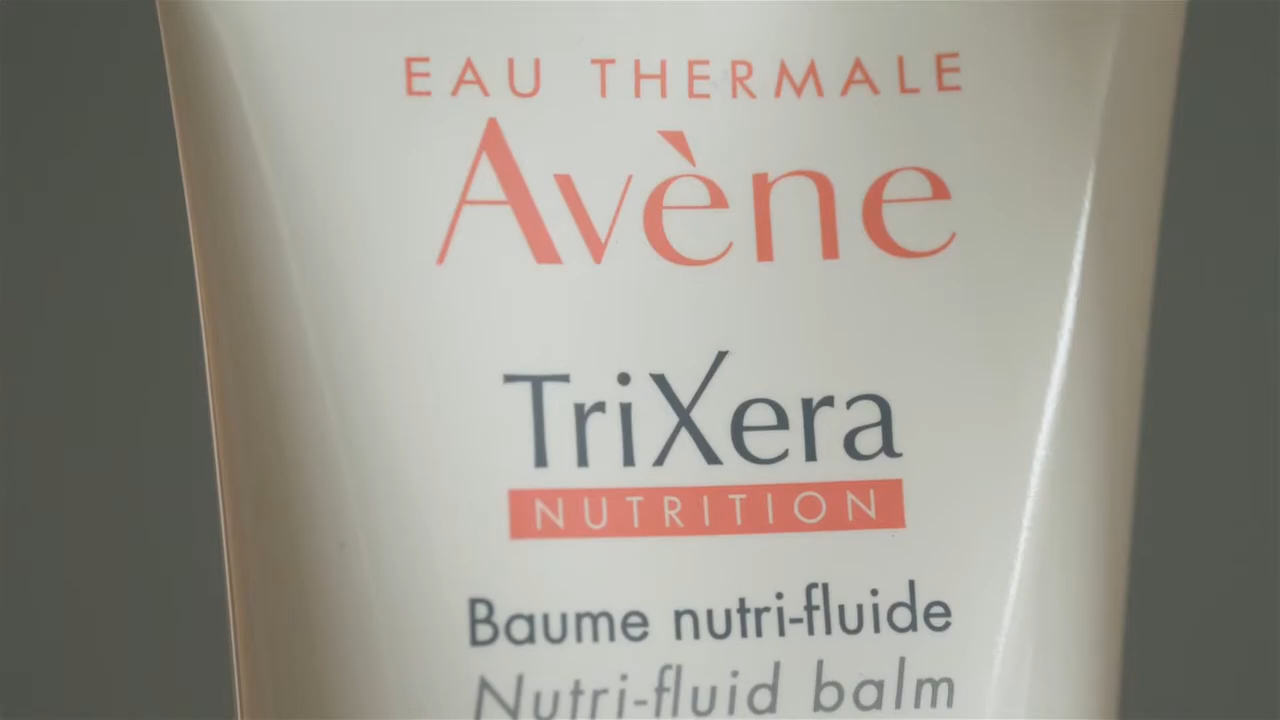 EAU THERMALE
Avène
TriXera
NUTRITION
Baume nutri-fluide
Nutri-fluid balm